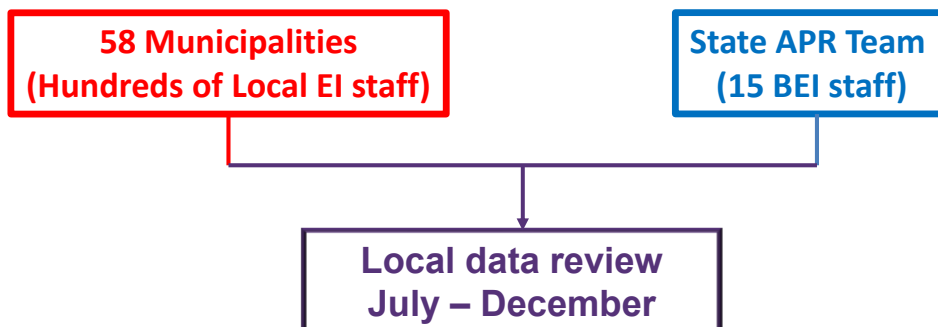 58 Municipalities
(Hundreds of Local EI staff)
State APR Team
(15 BEI staff)
Local data review
July – December